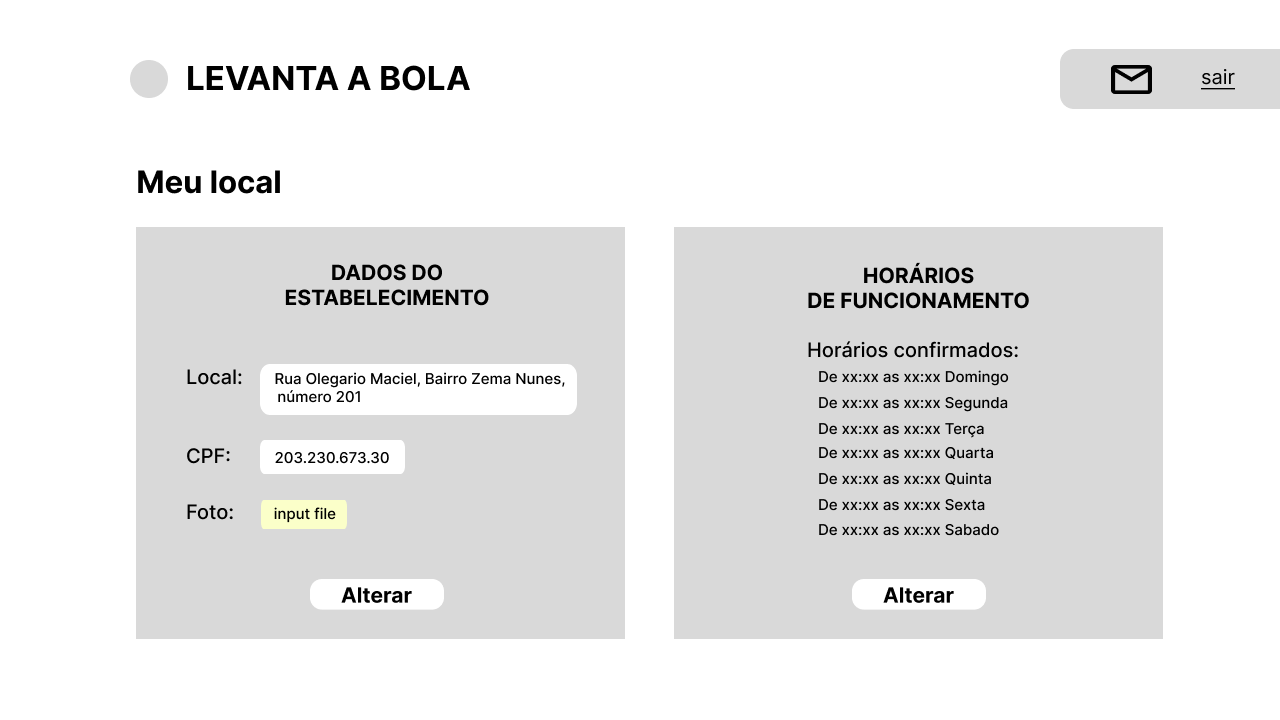 LEVANTA A BOLA
sair
Meu local
DADOS DO
ESTABELECIMENTO
Local:
Rua Olegario Maciel, Bairro Zema Nunes,
número 201
CPF:
203.230.673.30
Foto:
input file
Alterar
HORÁRIOS
DE FUNCIONAMENTO
Horários confirmados:
De xx:xx as xx:xx Domingo
De xx:xx as xx:xx Segunda
De xx:xx as xx:xx Terça
De xx:xx as xx:xx Quarta
De xx:xx as xx:xx Quinta
De xx:xx as xx:xx Sexta
De xx:xx as xx:xx Sabado
Alterar